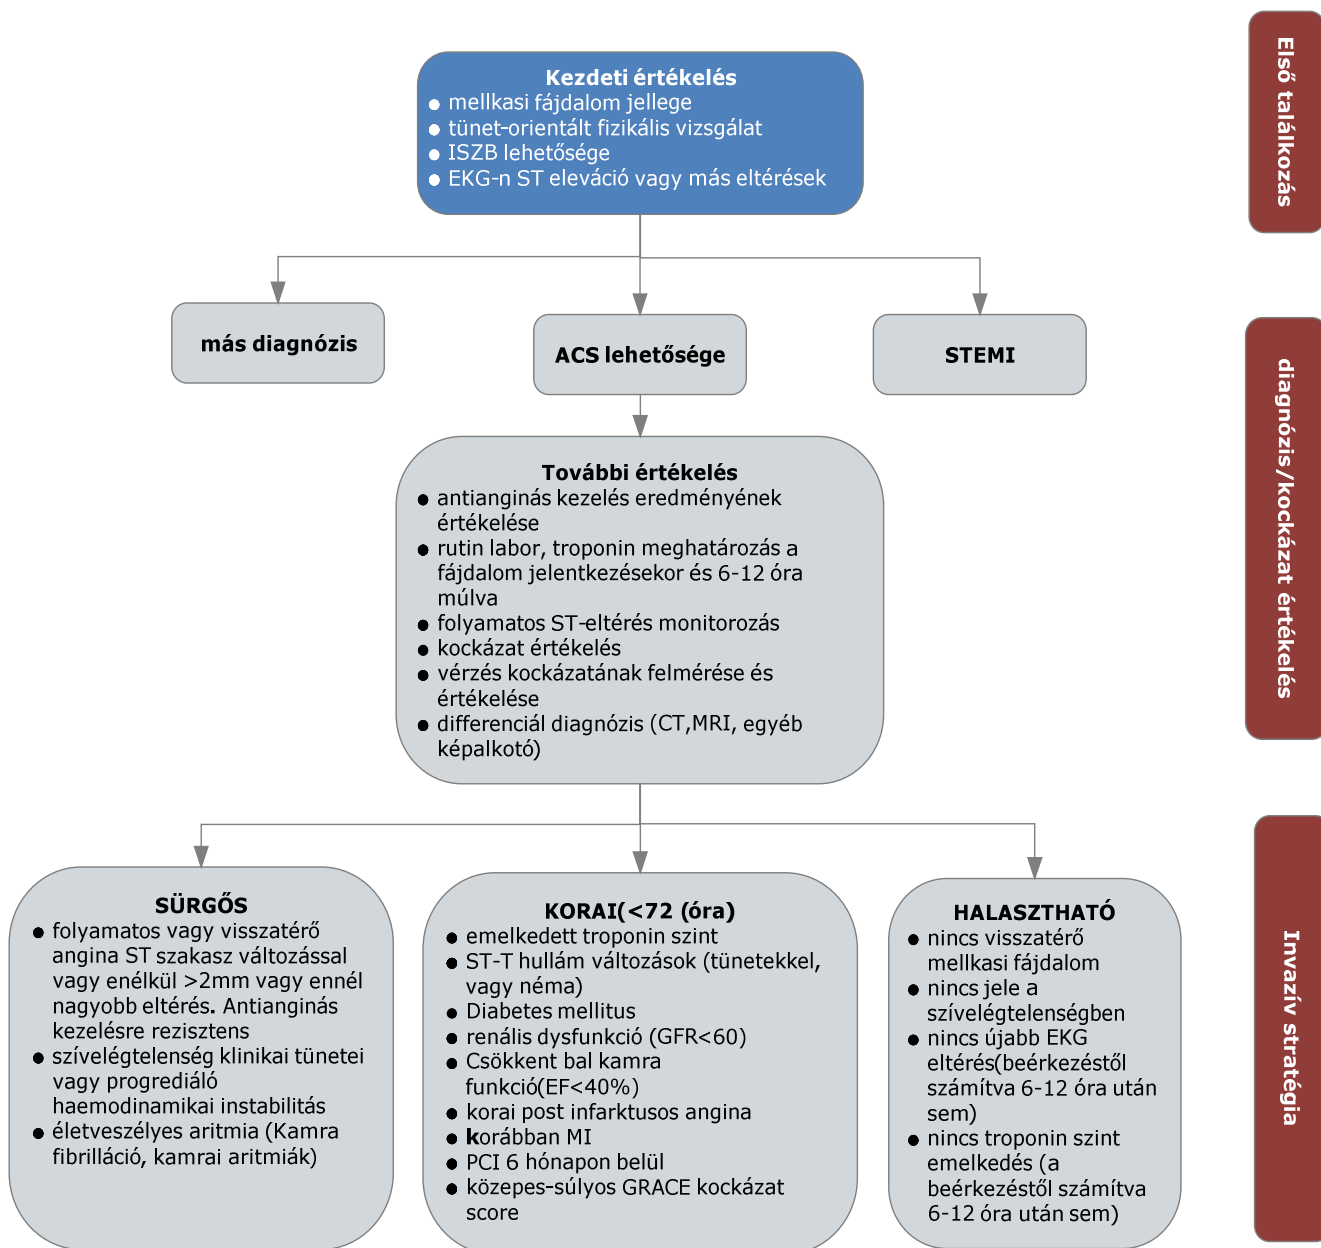 Első találkozás
Kezdeti értékelés
● mellkasi fájdalom jellege
● tünet-orientált fizikális vizsgálat
● ISZB lehetősége
● EKG-n ST eleváció vagy más eltérések
más diagnózis
ACS lehetősége
STEMI
diagnózis/kockázat értékelés
További értékelés
● antianginás kezelés eredményének
értékelése
● rutin labor, troponin meghatározás a
fájdalom jelentkezésekor és 6-12 óra
múlva
● folyamatos ST-eltérés monitorozás
● kockázat értékelés
● vérzés kockázatának felmérése és
értékelése
● differenciál diagnózis (CT,MRI, egyéb
képalkotó)
Invazív stratégia
SÜRGŐS
● folyamatos vagy visszatérő
angina ST szakasz változással
vagy enélkül >2mm vagy ennél
nagyobb eltérés. Antianginás
kezelésre rezisztens
● szívelégtelenség klinikai tünetei
vagy progrediáló
haemodinamikai instabilitás
● életveszélyes aritmia (Kamra
fibrilláció, kamrai aritmiák)
KORAI(<72 (óra)
● emelkedett troponin szint
● ST-T hullám változások (tünetekkel,
vagy néma)
● Diabetes mellitus
● renális dysfunkció (GFR<60)
● Csökkent bal kamra
funkció(EF<40%)
● korai post infarktusos angina
● korábban MI
● PCI 6 hónapon belül
● közepes-súlyos GRACE kockázat
score
HALASZTHATÓ
● nincs visszatérő
mellkasi fájdalom
● nincs jele a
szívelégtelenségben
● nincs újabb EKG
eltérés(beérkezéstől
számítva 6-12 óra után
sem)
● nincs troponin szint
emelkedés (a
beérkezéstől számítva
6-12 óra után sem)